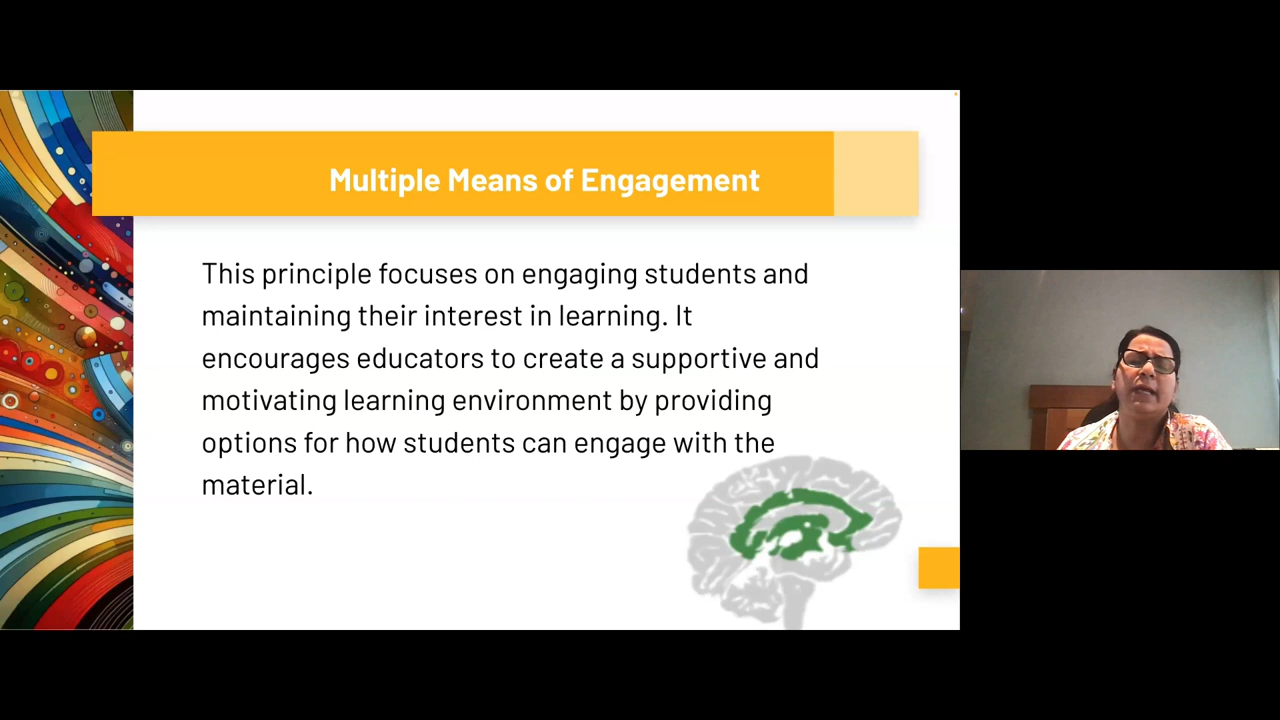 Multiple Means of Engagement
This principle focuses on engaging students and
maintaining their interest in learning. It
encourages educators to create a supportive and
motivating learning environment by providing
options for how students can engage with the
material.